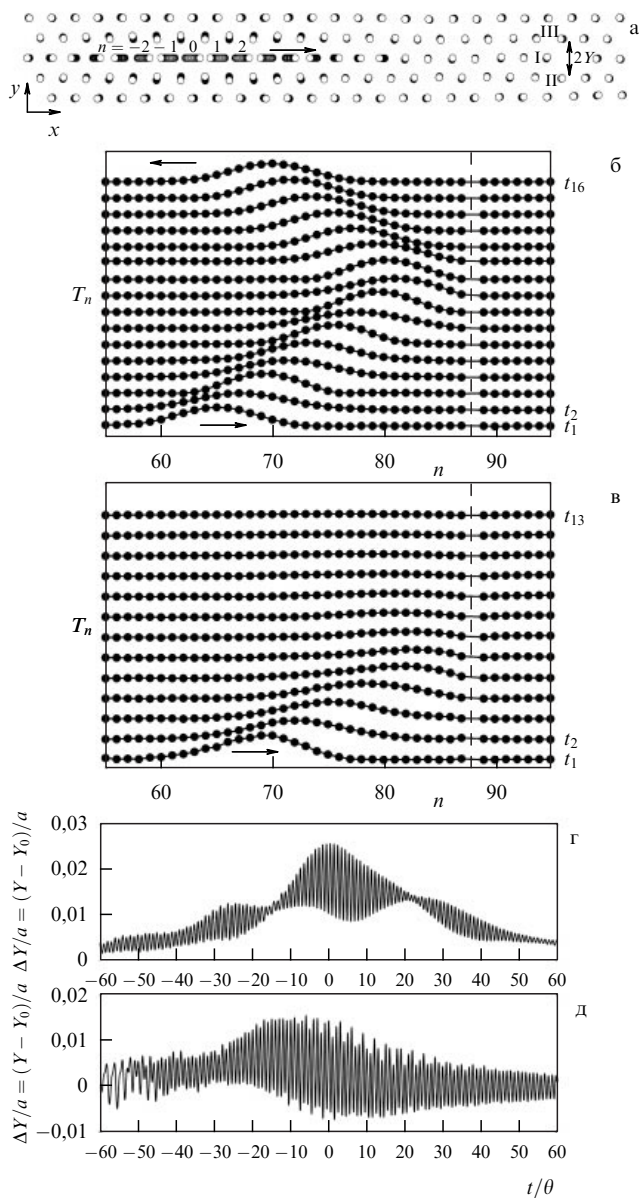 а
n = −2 −1 0 1 2
III
I
2Y
II
y
x
б
t₁₆
Tₙ
t₂
t₁
60 70 80 n 90
в
t₁₃
Tₙ
t₂
t₁
60 70 80 n 90
г
ΔY/a = (Y − Y₀)/a
0,03
0,02
0,01
0
−60 −50 −40 −30 −20 −10 0 10 20 30 40 50 60
д
ΔY/a = (Y − Y₀)/a
0,02
0,01
0
−0,01
−60 −50 −40 −30 −20 −10 0 10 20 30 40 50 60
t/θ